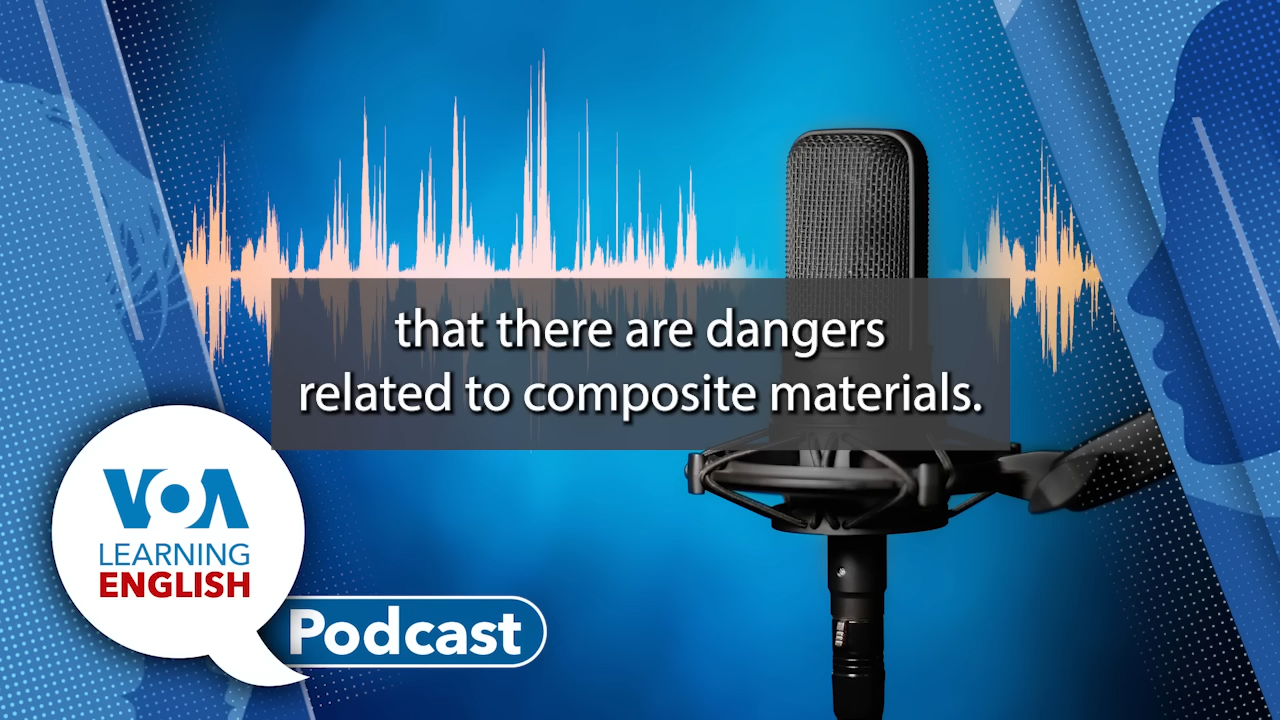 that there are dangers
related to composite materials.
VOA
LEARNING
ENGLISH
Podcast